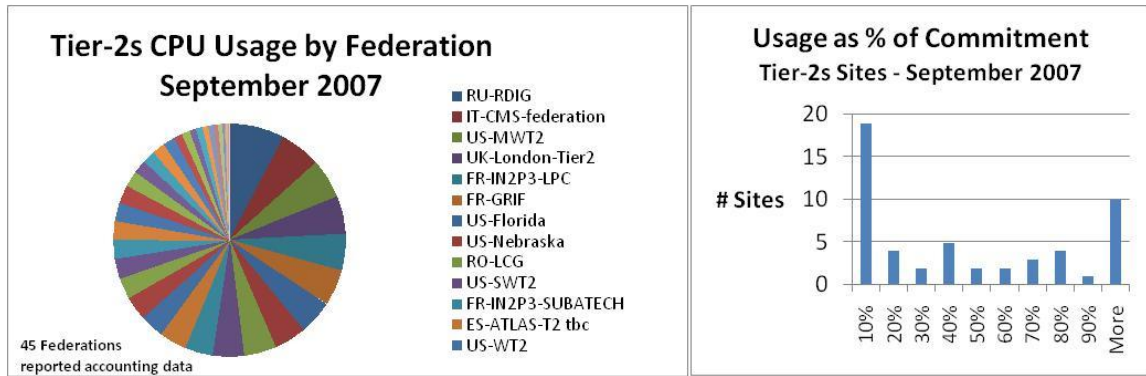 Tier-2s CPU Usage by Federation
September 2007
RU-RDIG
IT-CMS-federation
US-MWT2
UK-London-Tier2
FR-IN2P3-LPC
FR-GRIF
US-Florida
US-Nebraska
RO-LCG
US-SWT2
FR-IN2P3-SUBATECH
ES-ATLAS-T2 tbc
US-WT2
45 Federations
reported accounting data
Usage as % of Commitment
Tier-2s Sites - September 2007
20
15
10
5
0
# Sites
10%
20%
30%
40%
50%
60%
70%
80%
90%
More